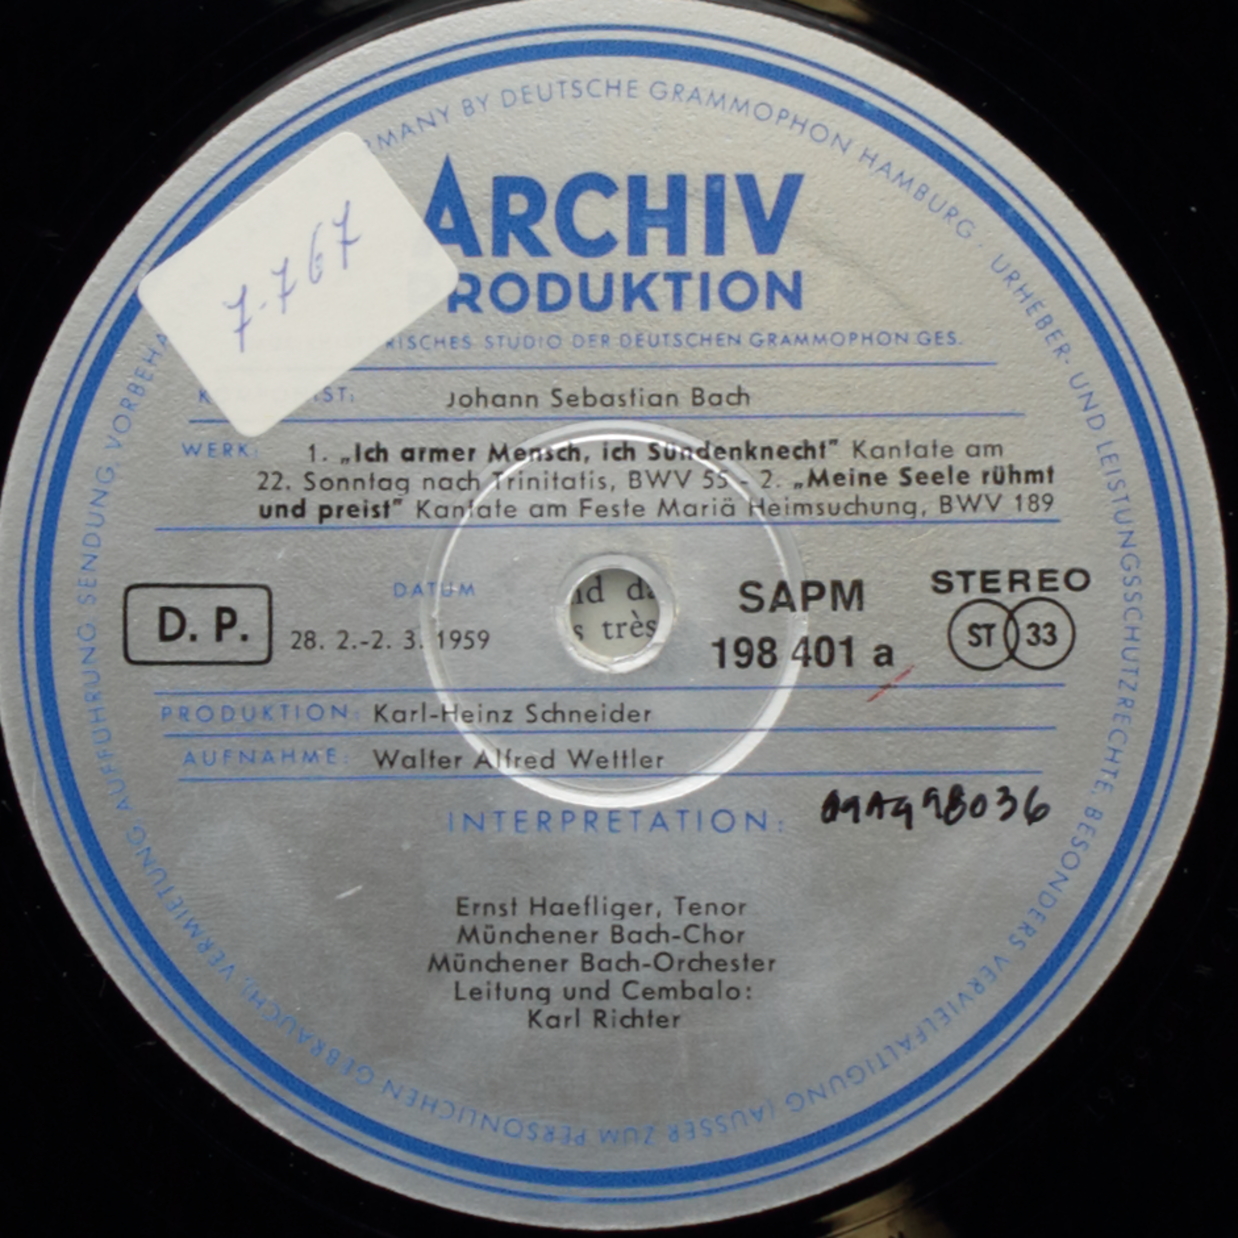 GERMANY BY DEUTSCHE GRAMMOPHON HAMBURG · URHEBER- UND LEISTUNGSSCHUTZRECHTE, BESONDERS VERVIELFÄLTIGUNG (AUSSER ZUM PERSÖNLICHEN GEBRAUCH), VERMIETUNG, AUFFÜHRUNG, SENDUNG,
7-767
ARCHIV
PRODUKTION
STUDIO DER DEUTSCHEN GRAMMOPHON GES.
Johann Sebastian Bach
WERK: 1. „Ich armer Mensch, ich Sündenknecht" Kantate am
22. Sonntag nach Trinitatis, BWV 55 - 2. „Meine Seele rühmt
und preist" Kantate am Feste Mariä Heimsuchung, BWV 189
DATUM
D. P.
28. 2.-2. 3. 1959
SAPM
198 401 a
STEREO
ST 33
PRODUKTION: Karl-Heinz Schneider
AUFNAHME: Walter Alfred Wettler
INTERPRETATION:
Ernst Haefliger, Tenor
Münchener Bach-Chor
Münchener Bach-Orchester
Leitung und Cembalo:
Karl Richter
très